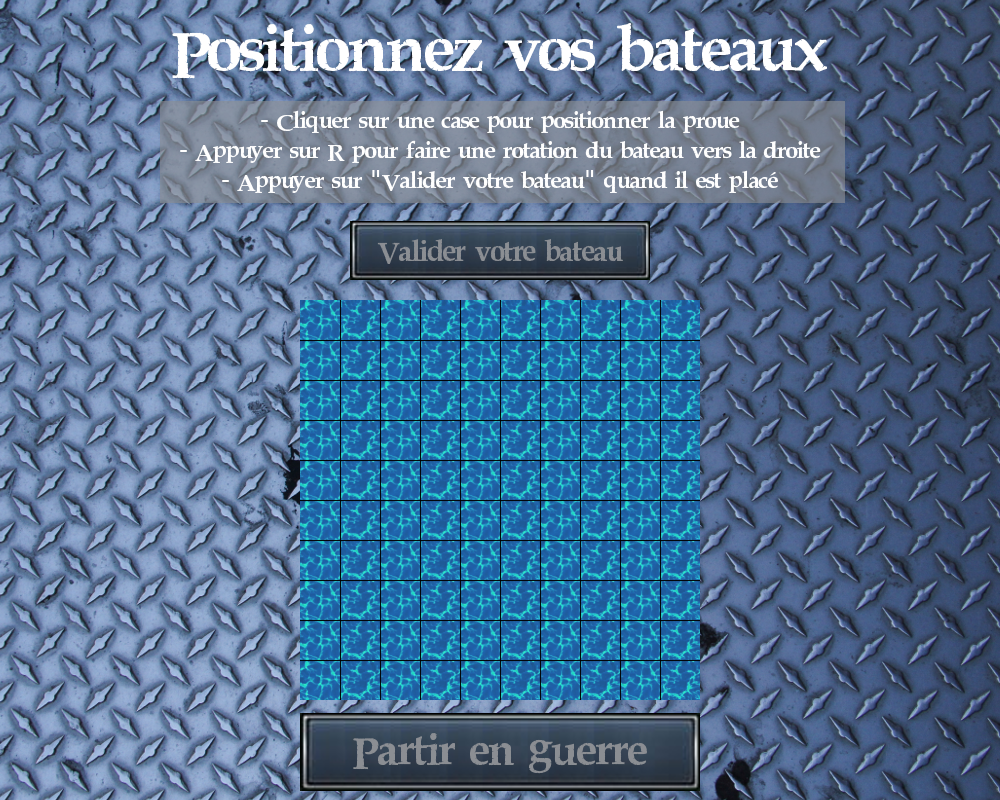 Positionnez vos bateaux
- Cliquer sur une case pour positionner la proue
- Appuyer sur R pour faire une rotation du bateau vers la droite
- Appuyer sur "Valider votre bateau" quand il est placé
Valider votre bateau
Partir en guerre